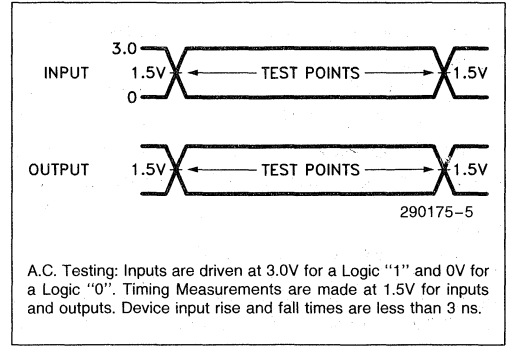 3.0
INPUT 1.5V TEST POINTS 1.5V
0
OUTPUT 1.5V TEST POINTS 1.5V
290175-5
A.C. Testing: Inputs are driven at 3.0V for a Logic "1" and 0V for
a Logic "0". Timing Measurements are made at 1.5V for inputs
and outputs. Device input rise and fall times are less than 3 ns.